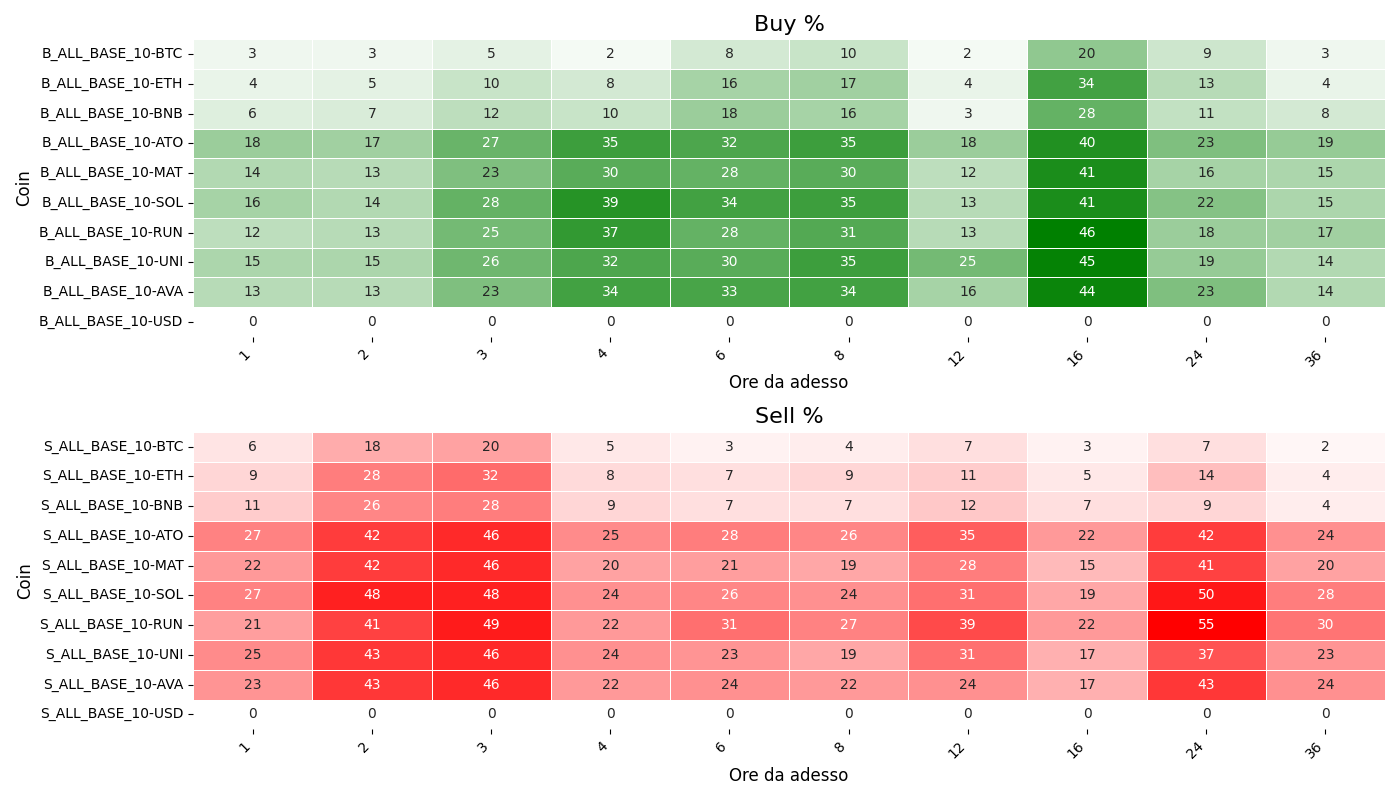 Buy %
Coin
B_ALL_BASE_10-BTC 3 3 5 2 8 10 2 20 9 3
B_ALL_BASE_10-ETH 4 5 10 8 16 17 4 34 13 4
B_ALL_BASE_10-BNB 6 7 12 10 18 16 3 28 11 8
B_ALL_BASE_10-ATO 18 17 27 35 32 35 18 40 23 19
B_ALL_BASE_10-MAT 14 13 23 30 28 30 12 41 16 15
B_ALL_BASE_10-SOL 16 14 28 39 34 35 13 41 22 15
B_ALL_BASE_10-RUN 12 13 25 37 28 31 13 46 18 17
B_ALL_BASE_10-UNI 15 15 26 32 30 35 25 45 19 14
B_ALL_BASE_10-AVA 13 13 23 34 33 34 16 44 23 14
B_ALL_BASE_10-USD 0 0 0 0 0 0 0 0 0 0
1 2 3 4 6 8 12 16 24 36
Ore da adesso
Sell %
Coin
S_ALL_BASE_10-BTC 6 18 20 5 3 4 7 3 7 2
S_ALL_BASE_10-ETH 9 28 32 8 7 9 11 5 14 4
S_ALL_BASE_10-BNB 11 26 28 9 7 7 12 7 9 4
S_ALL_BASE_10-ATO 27 42 46 25 28 26 35 22 42 24
S_ALL_BASE_10-MAT 22 42 46 20 21 19 28 15 41 20
S_ALL_BASE_10-SOL 27 48 48 24 26 24 31 19 50 28
S_ALL_BASE_10-RUN 21 41 49 22 31 27 39 22 55 30
S_ALL_BASE_10-UNI 25 43 46 24 23 19 31 17 37 23
S_ALL_BASE_10-AVA 23 43 46 22 24 22 24 17 43 24
S_ALL_BASE_10-USD 0 0 0 0 0 0 0 0 0 0
1 2 3 4 6 8 12 16 24 36
Ore da adesso